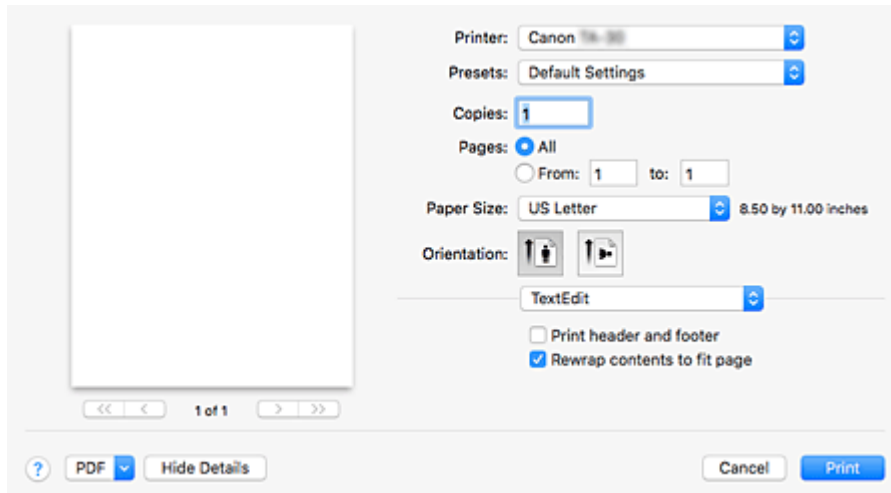 Printer: Canon
Presets: Default Settings
Copies: 1
Pages: All
From: 1 to: 1
Paper Size: US Letter 8.50 by 11.00 inches
Orientation:
TextEdit
Print header and footer
Rewrap contents to fit page
<< < 1 of 1 > >>
? PDF Hide Details Cancel Print